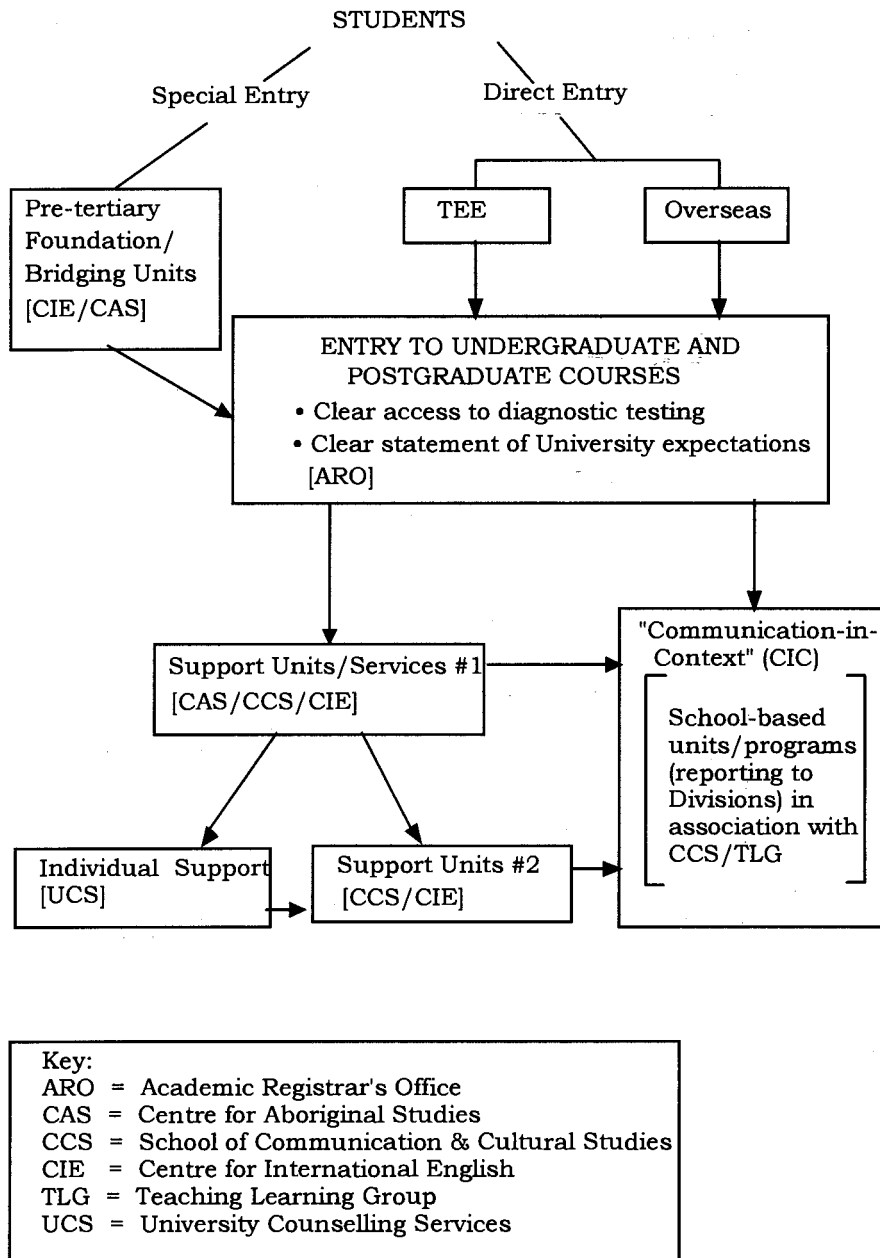 STUDENTS
Special Entry
Direct Entry
Pre-tertiary
Foundation/
Bridging Units
[CIE/CAS]
TEE
Overseas
ENTRY TO UNDERGRADUATE AND
POSTGRADUATE COURSES
• Clear access to diagnostic testing
• Clear statement of University expectations
[ARO]
Support Units/Services #1
[CAS/CCS/CIE]
"Communication-in-
Context" (CIC)
School-based
units/programs
(reporting to
Divisions) in
association with
CCS/TLG
Individual Support
[UCS]
Support Units #2
[CCS/CIE]
Key:
ARO = Academic Registrar's Office
CAS = Centre for Aboriginal Studies
CCS = School of Communication & Cultural Studies
CIE = Centre for International English
TLG = Teaching Learning Group
UCS = University Counselling Services